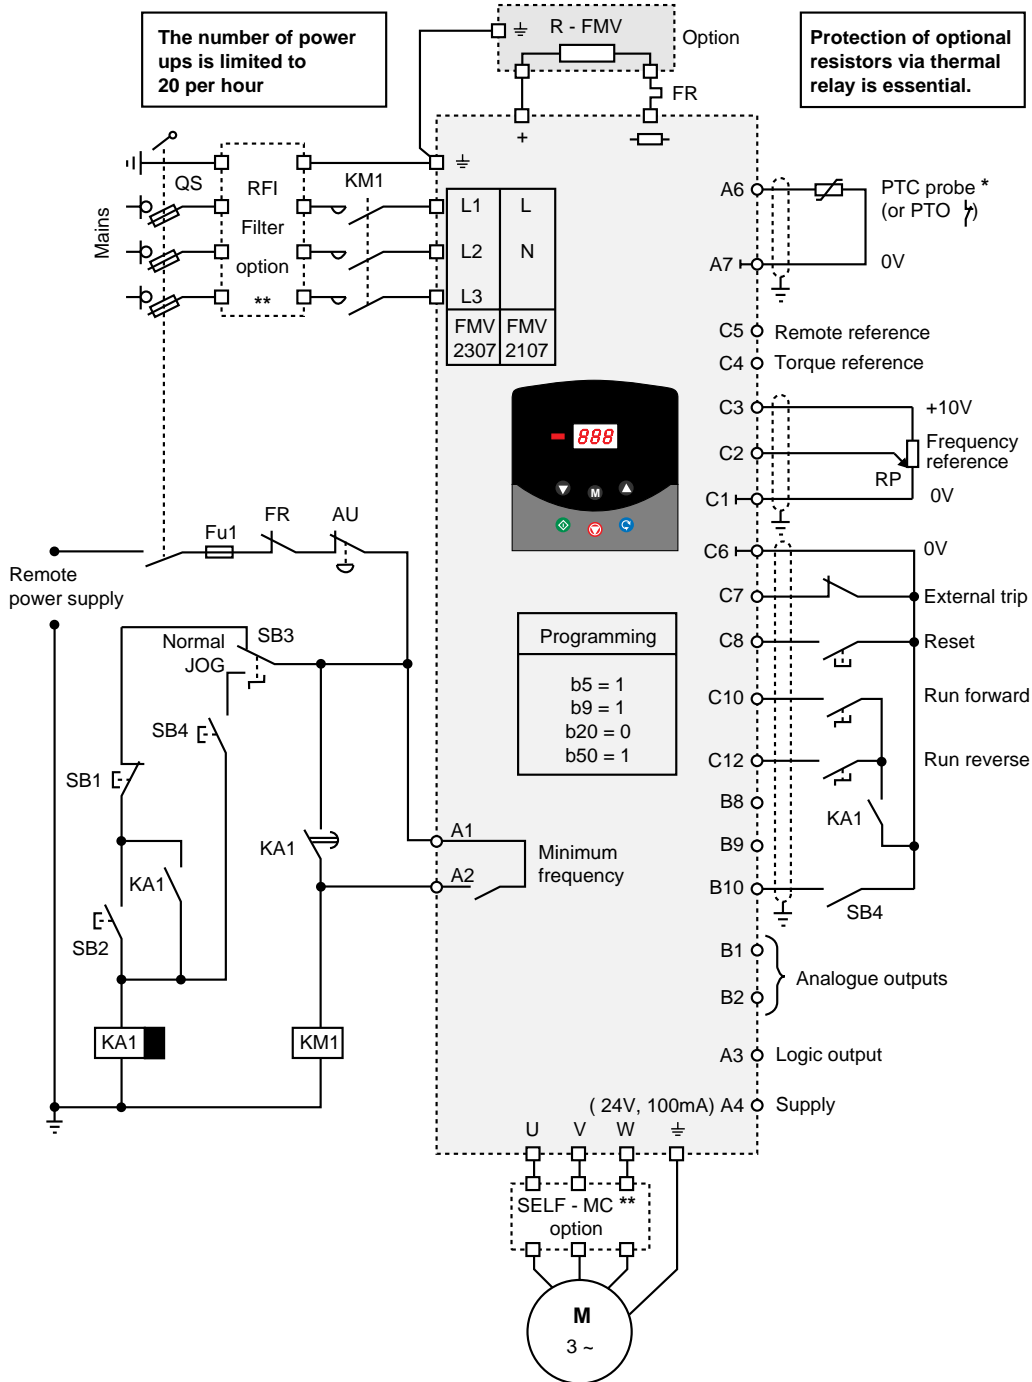 The number of power
ups is limited to
20 per hour
R - FMV
Option
FR
Protection of optional
resistors via thermal
relay is essential.
+
Mains
QS
RFI
Filter
option
**
KM1
L1 L
L2 N
L3
FMV FMV
2307 2107
A6
PTC probe *
(or PTO )
A7
0V
C5 Remote reference
C4 Torque reference
C3
+10V
C2
Frequency
reference
RP
C1
0V
888
M
Fu1
FR
AU
Remote
power supply
C6
0V
C7
External trip
C8
Reset
C10
Run forward
C12
Run reverse
B8
KA1
B9
B10
SB4
Programming
b5 = 1
b9 = 1
b20 = 0
b50 = 1
Normal
JOG
SB3
SB4
SB1
KA1
SB2
KA1
KA1
KM1
A1
A2
Minimum
frequency
B1
B2
Analogue outputs
A3 Logic output
( 24V, 100mA) A4 Supply
U V W
SELF - MC **
option
M
3 ~